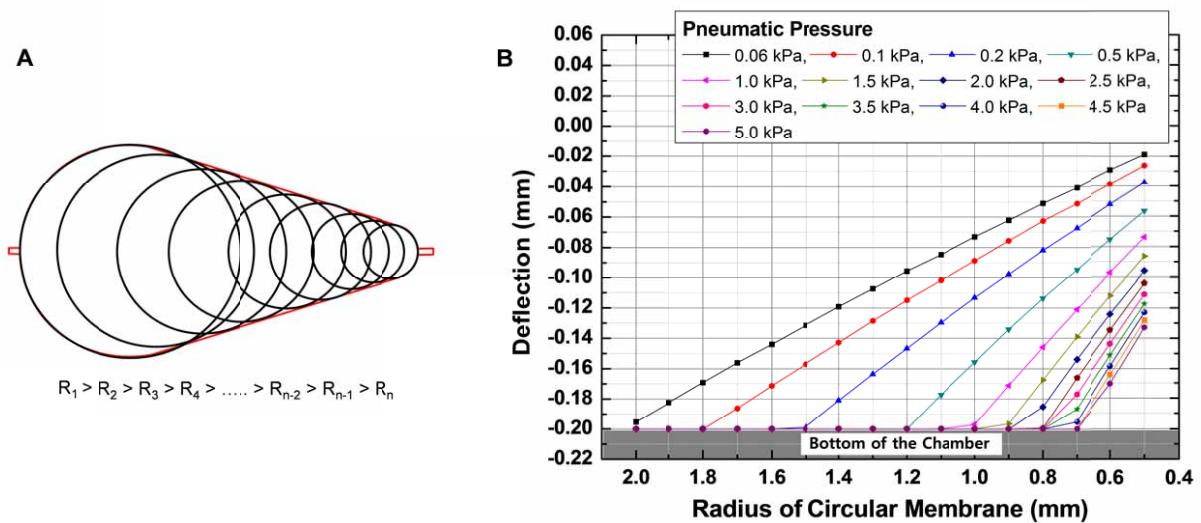 A
R1 > R2 > R3 > R4 > ..... > Rn-2 > Rn-1 > Rn
B
Pneumatic Pressure
0.06 kPa, 0.1 kPa, 0.2 kPa, 0.5 kPa,
1.0 kPa, 1.5 kPa, 2.0 kPa, 2.5 kPa,
3.0 kPa, 3.5 kPa, 4.0 kPa, 4.5 kPa
5.0 kPa
Deflection (mm)
0.06
0.04
0.02
0.00
-0.02
-0.04
-0.06
-0.08
-0.10
-0.12
-0.14
-0.16
-0.18
-0.20
-0.22
Bottom of the Chamber
2.0 1.8 1.6 1.4 1.2 1.0 0.8 0.6 0.4
Radius of Circular Membrane (mm)